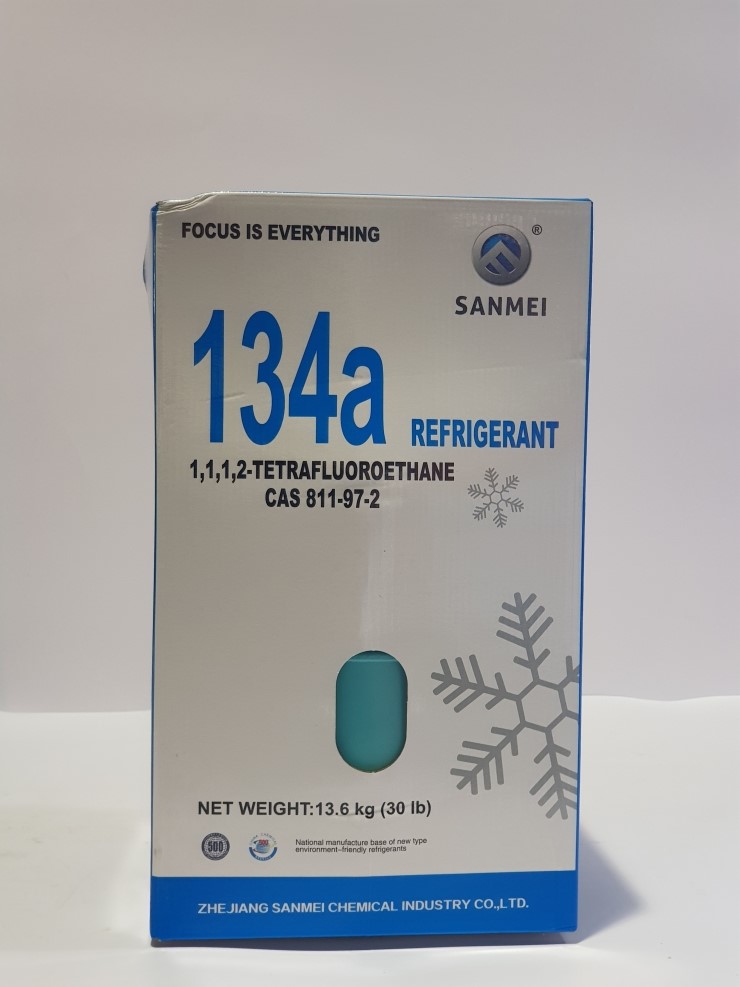 FOCUS IS EVERYTHING
®
SANMEI
134a REFRIGERANT
1,1,1,2-TETRAFLUOROETHANE
CAS 811-97-2
NET WEIGHT:13.6 kg (30 lb)
500
National manufacture base of new type
environment-friendly refrigerants
ZHEJIANG SANMEI CHEMICAL INDUSTRY CO.,LTD.